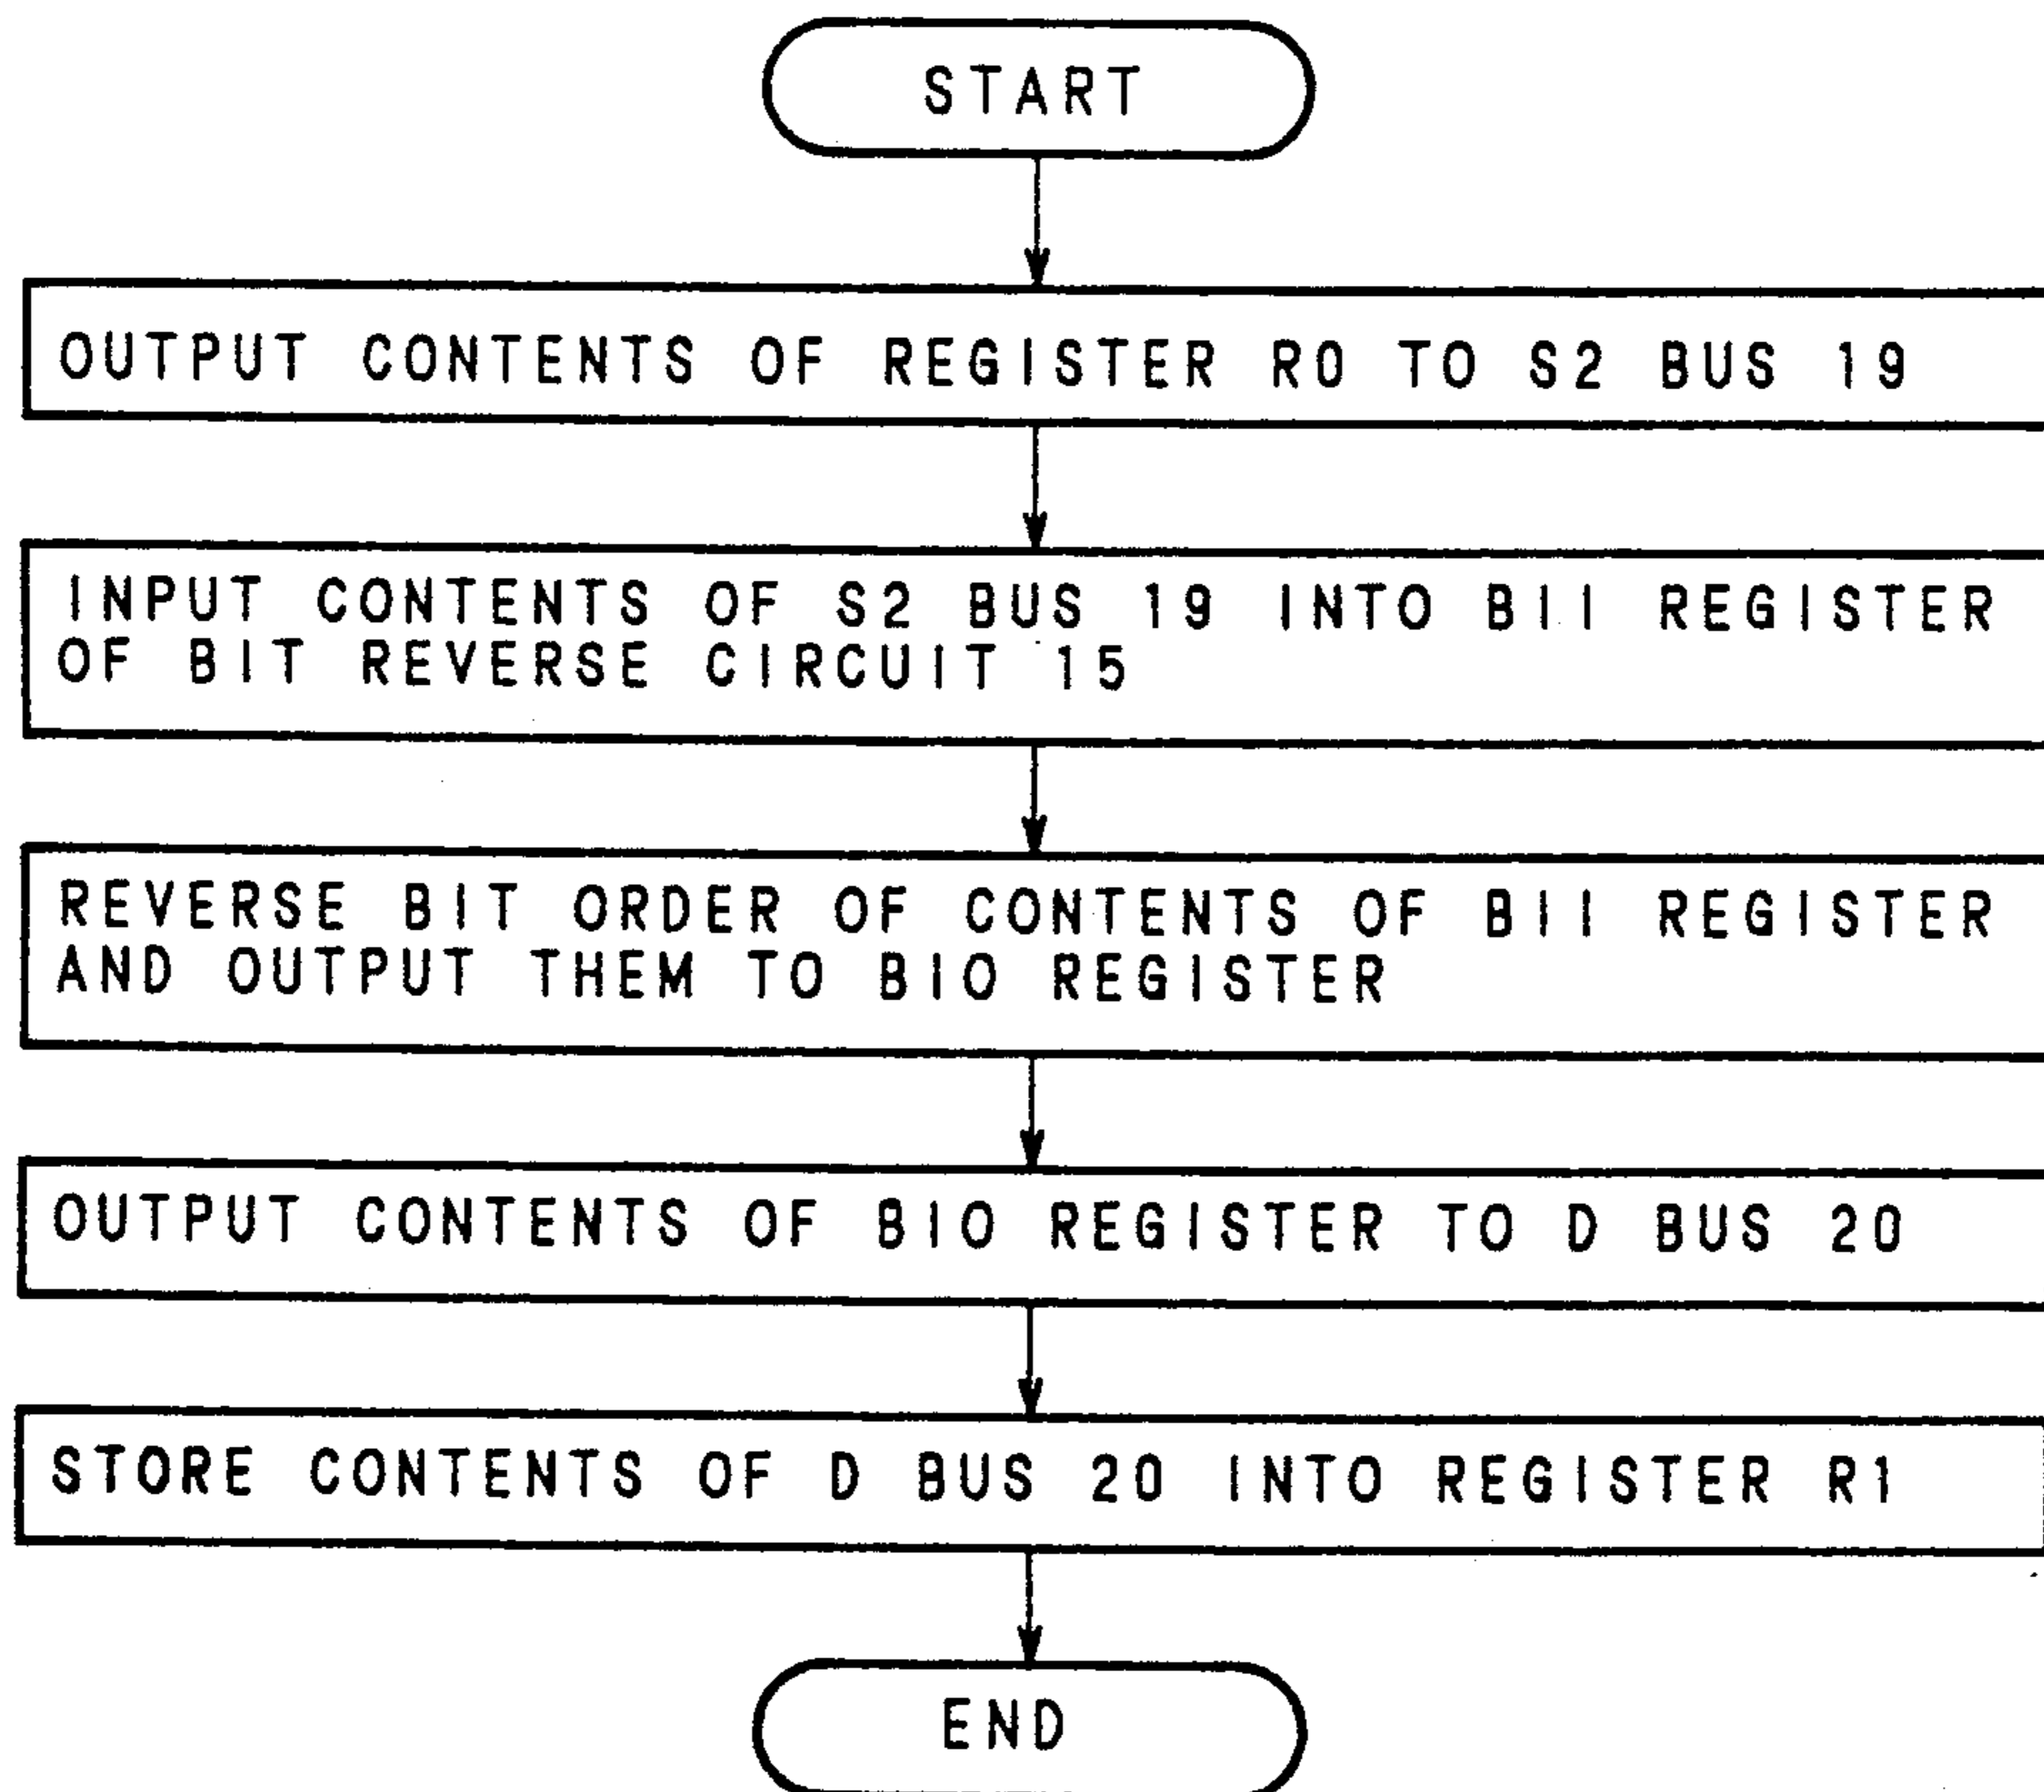 START
OUTPUT CONTENTS OF REGISTER R0 TO S2 BUS 19
INPUT CONTENTS OF S2 BUS 19 INTO BII REGISTER
OF BIT REVERSE CIRCUIT 15
REVERSE BIT ORDER OF CONTENTS OF BII REGISTER
AND OUTPUT THEM TO BIO REGISTER
OUTPUT CONTENTS OF BIO REGISTER TO D BUS 20
STORE CONTENTS OF D BUS 20 INTO REGISTER R1
END